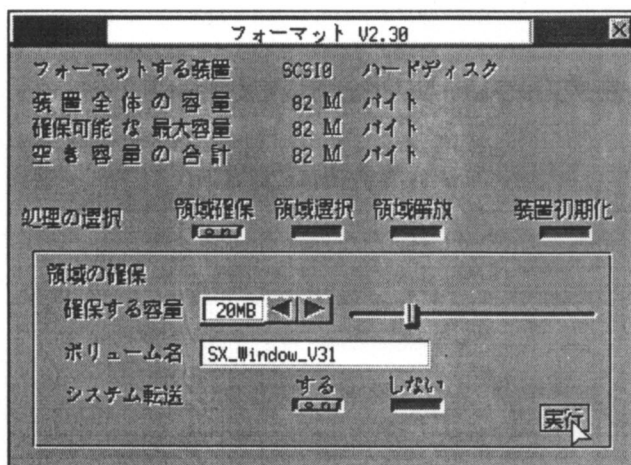 フォーマット V2.30
フォーマットする装置 SCSI0 ハードディスク
装置全体の容量 82 M バイト
確保可能な最大容量 82 M バイト
空き容量の合計 82 M バイト
処理の選択 領域確保 領域選択 領域解放 装置初期化
on
領域の確保
確保する容量 20MB
ボリューム名 SX_Window_V31
システム転送 する しない
on
実行